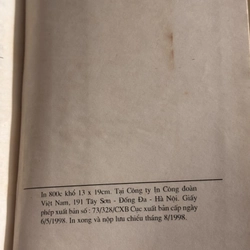 In 800c khổ 13 x 19cm. Tại Công ty In Công đoàn
Việt Nam, 191 Tây Sơn - Đống Đa - Hà Nội. Giấy
phép xuất bản số : 73/328/CXB Cục xuất bản cấp ngày
6/5/1998. In xong và nộp lưu chiểu tháng 8/1998.